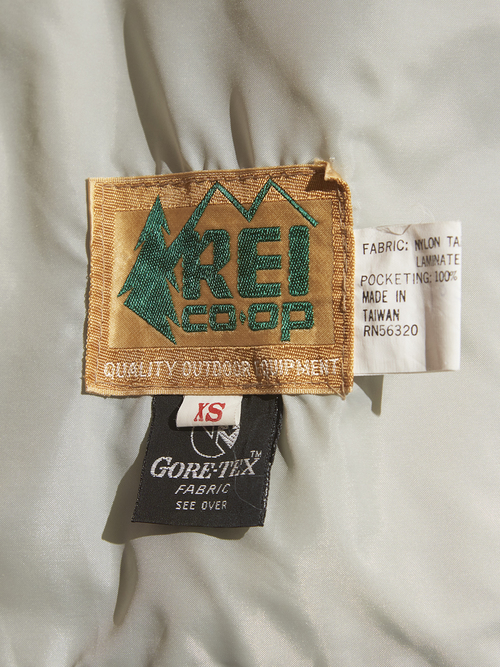 REI
co-op
QUALITY OUTDOOR EQUIPMENT
XS
GORE-TEX™
FABRIC
SEE OVER
FABRIC: NYLON TA
LAMINATE
POCKETING: 100%
MADE IN
TAIWAN
RN56320